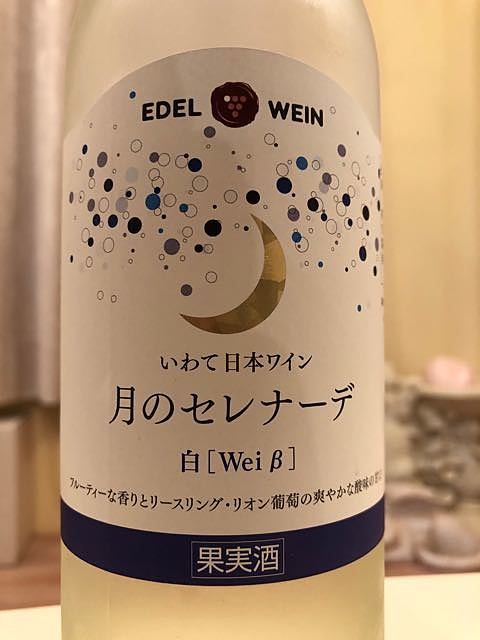 EDEL WEIN
いわて 日本ワイン
月のセレナーデ
白 [Wei β]
フルーティーな香りとリースリング・リオン葡萄の爽やかな酸味の
果実酒